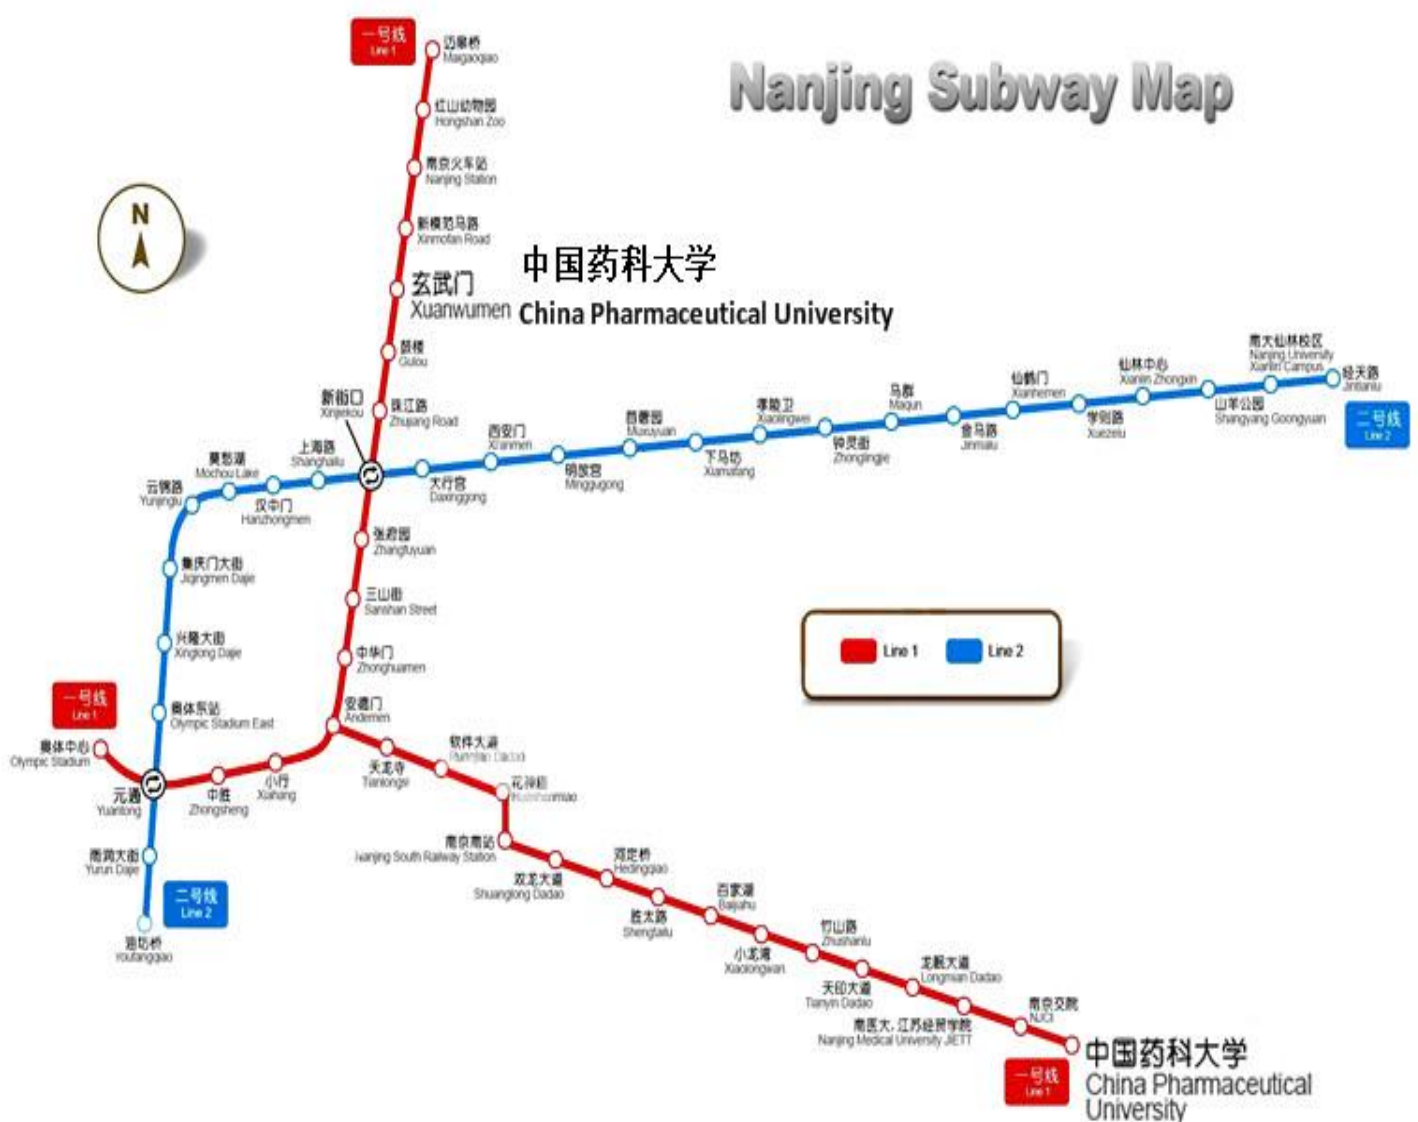 一号线
Line 1
迈皋桥
Maigaoqiao
Nanjing Subway Map
红山动物园
Hongshan Zoo
南京火车站
Nanjing Station
N
新模范马路
Xinmofan Road
玄武门
Xuanwumen
中国药科大学
China Pharmaceutical University
鼓楼
Gulou
珠江路
Zhujiang Road
新街口
Xinjiekou
上海路
Shanghailu
莫愁湖
Mochou Lake
汉中门
Hanzhongmen
云锦路
Yunjinglu
大行宫
Daxinggong
西安门
Xi'anmen
明故宫
Minggugong
苜蓿园
Muxuyuan
下马坊
Xiamafang
孝陵卫
Xiaolingwei
钟灵街
Zhonglingjie
马群
Maqun
金马路
Jinmalu
仙鹤门
Xianhemen
学则路
Xuezelu
仙林中心
Xianlin Zhongxin
山羊公园
Shangyang Goongyuan
南大仙林校区
Nanjing University
Xianlin Campus
经天路
Jintianlu
二号线
Line 2
集庆门大街
Jiqingmen Dajie
兴隆大街
Xinglong Dajie
奥体东站
Olympic Stadium East
张府园
Zhangfuyuan
三山街
Sanshan Street
中华门
Zhonghuamen
安德门
Andemen
Line 1
Line 2
一号线
Line 1
奥体中心
Olympic Stadium
元通
Yuantong
中胜
Zhongsheng
小行
Xiahang
雨润大街
Yurun Dajie
二号线
Line 2
油坊桥
Youfangqiao
天龙寺
Tianlongsi
软件大道
南京南站
Nanjing South Railway Station
双龙大道
Shuanglong Dadao
河定桥
Hedingqiao
胜太路
Shengtailu
百家湖
Baijiahu
小龙湾
Xiaolongwan
竹山路
Zhushanlu
天印大道
Tianyin Dadao
龙眠大道
Longmian Dadao
南医大、江苏经贸学院
Nanjing Medical University JIETT
南京交院
NJCI
中国药科大学
China Pharmaceutical
University
一号线
Line 1